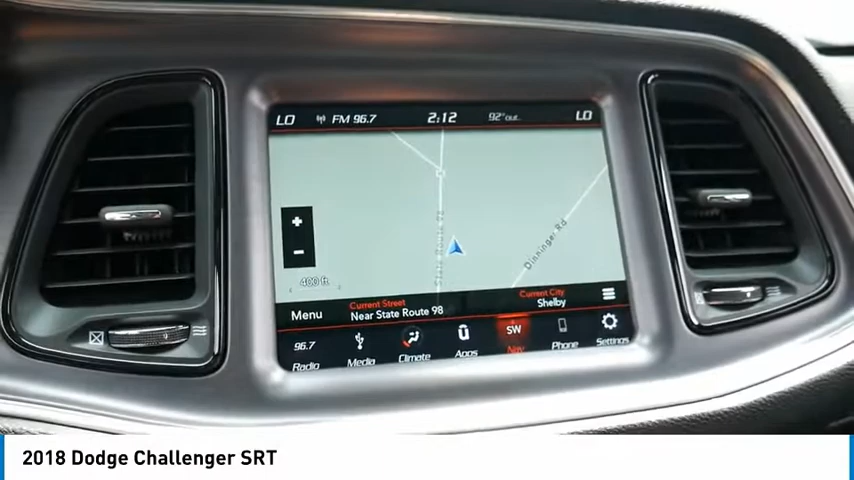 LO FM 96.7 2:12 92° out LO
State Route 98
Dininger Rd
+
−
400 ft
Current Street Current City
Menu Near State Route 98 Shelby
96.7 SW
Radio Media Climate Apps Nav Phone Settings
2018 Dodge Challenger SRT